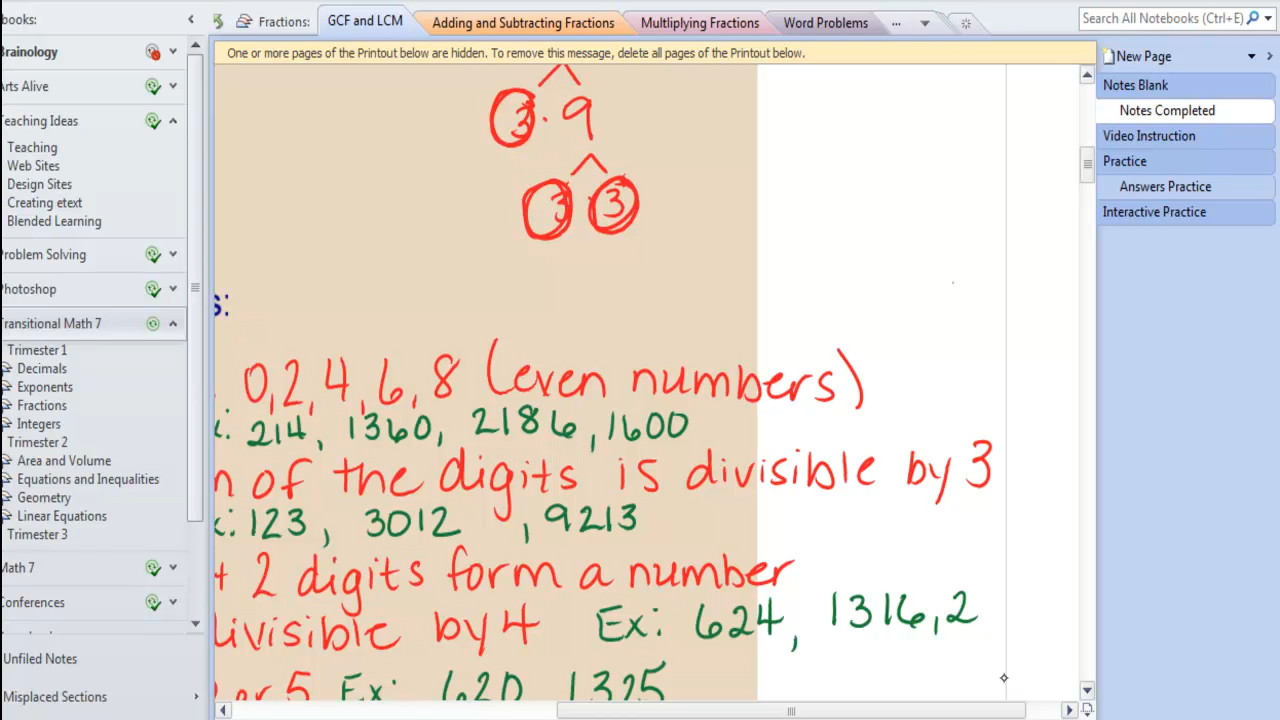 books:
Fractions:
GCF and LCM
Adding and Subtracting Fractions
Mulltiplying Fractions
Word Problems
...
Search All Notebooks (Ctrl+E)
One or more pages of the Printout below are hidden. To remove this message, delete all pages of the Printout below.
Brainology
Arts Alive
Teaching Ideas
Teaching
Web Sites
Design Sites
Creating etext
Blended Learning
Problem Solving
Photoshop
Transitional Math 7
Trimester 1
Decimals
Exponents
Fractions
Integers
Trimester 2
Area and Volume
Equations and Inequalities
Geometry
Linear Equations
Trimester 3
Math 7
Conferences
Unfiled Notes
Misplaced Sections
3 · 9
3 3
s:
0, 2, 4, 6, 8 (even numbers)
: 214, 1360, 2186, 1600
n of the digits is divisible by 3
: 123, 3012 , 9213
t 2 digits form a number
divisible by 4 Ex: 624, 1316, 2
or 5 Ex: 620 1325
New Page
Notes Blank
Notes Completed
Video Instruction
Practice
Answers Practice
Interactive Practice